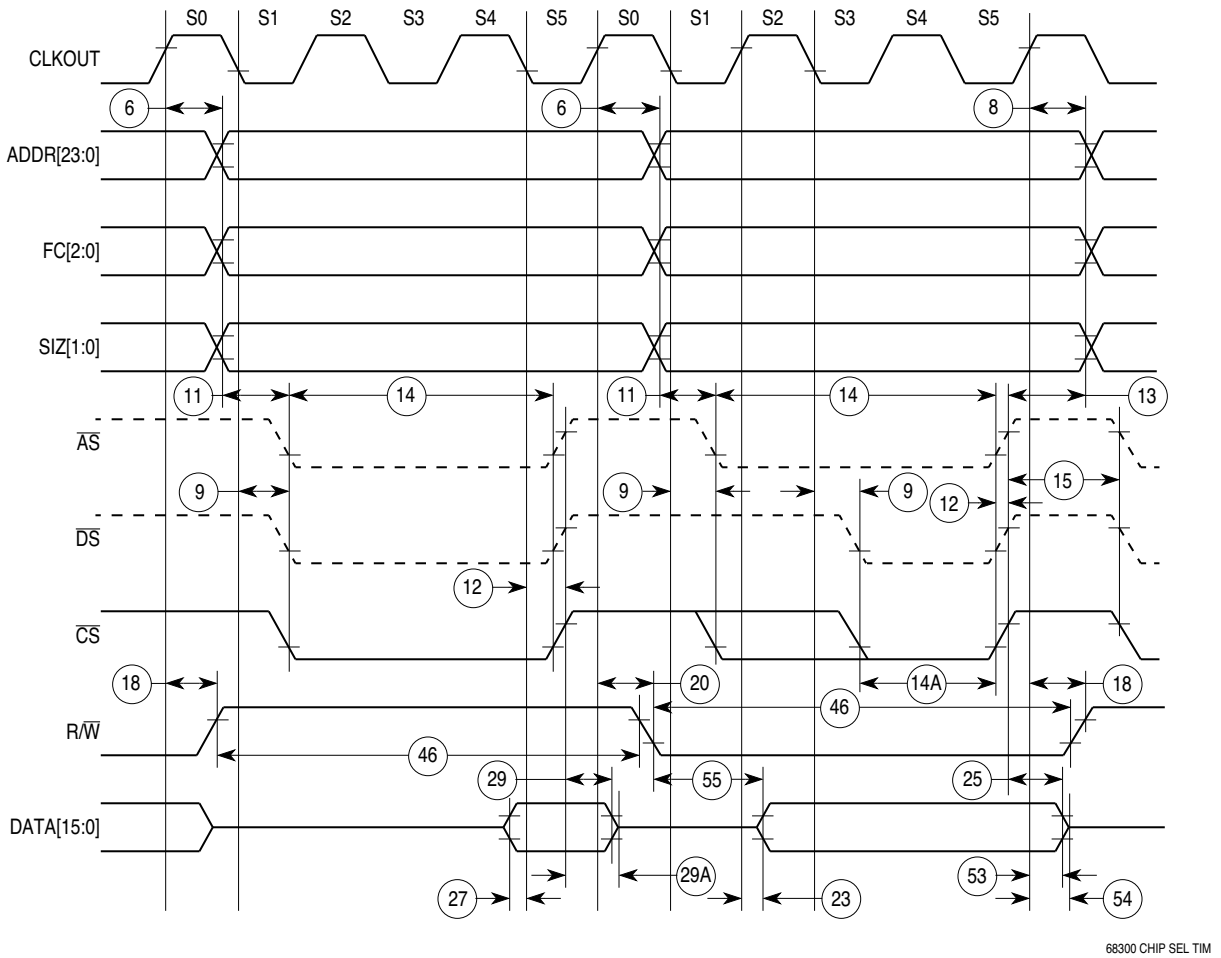 S0 S1 S2 S3 S4 S5 S0 S1 S2 S3 S4 S5
CLKOUT
6 6 8
ADDR[23:0]
FC[2:0]
SIZ[1:0]
11 14 11 14 13
AS
9 9 9 12 15
DS
12
CS
18 20 14A 18
R/W
46
46
29 55 25
DATA[15:0]
29A 53
27 23 54
68300 CHIP SEL TIM